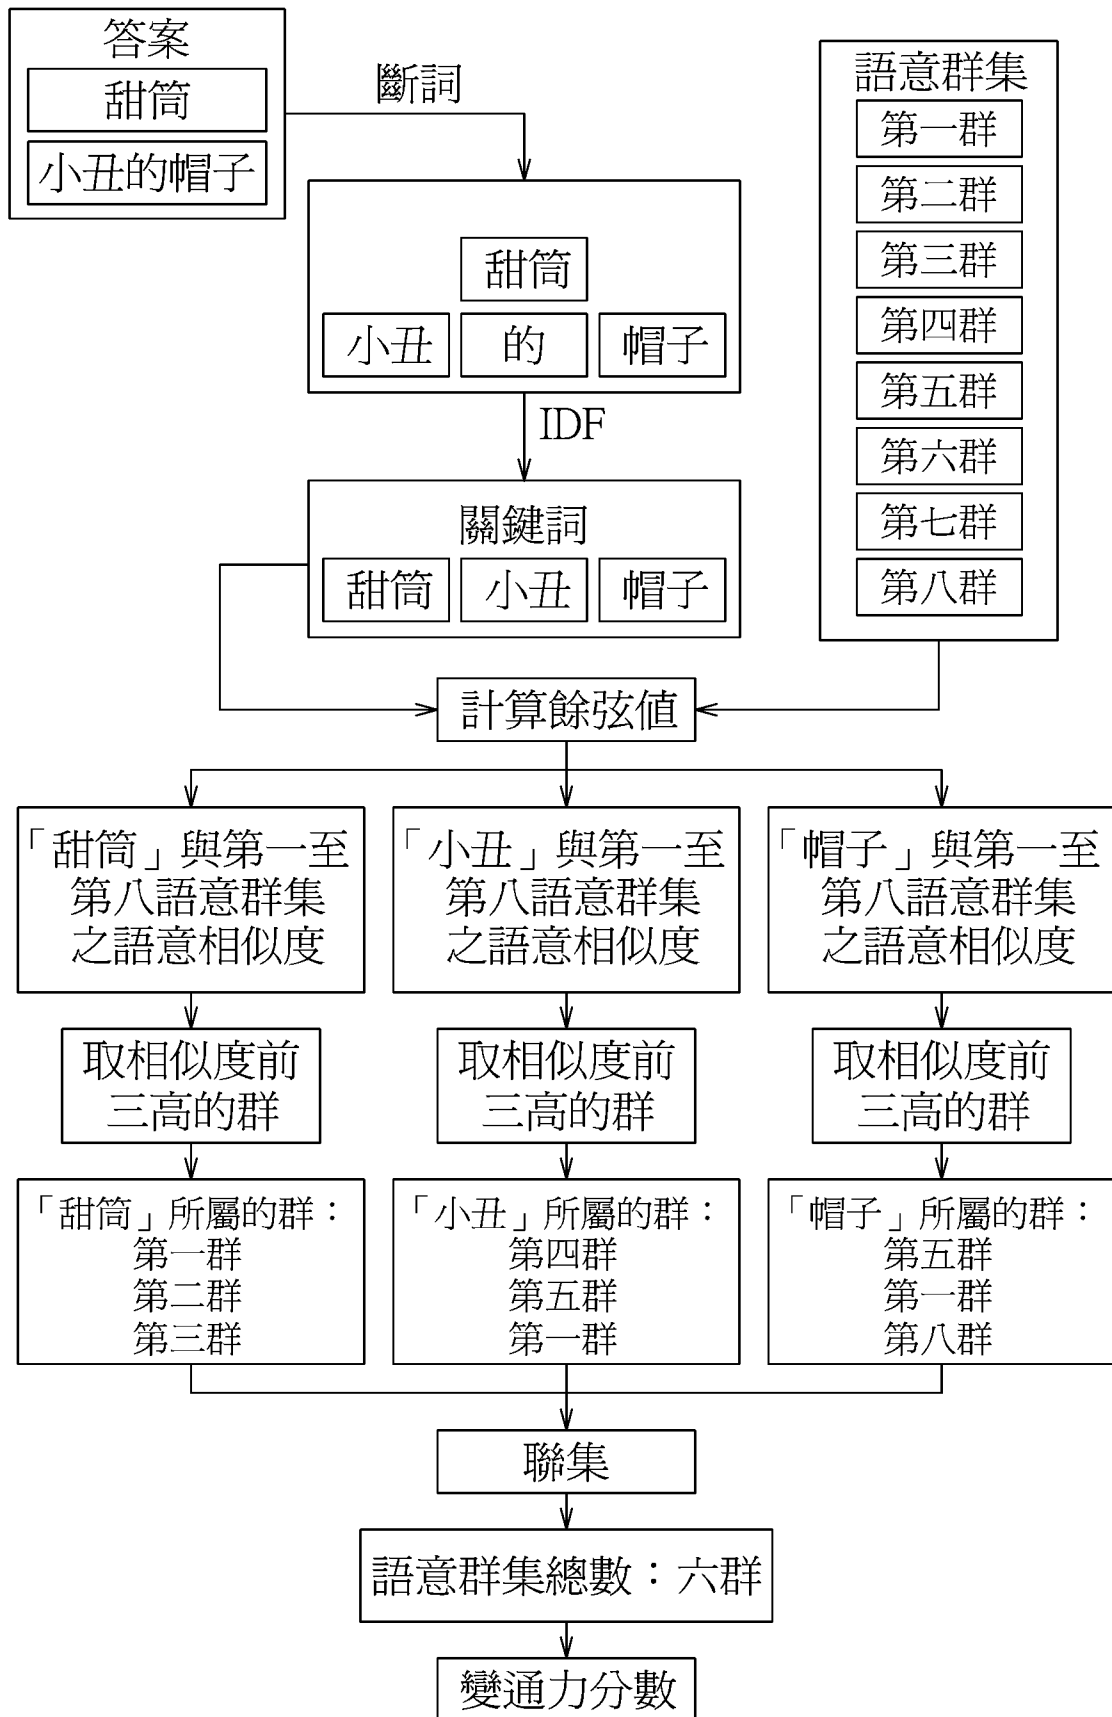 答案
甜筒
小丑的帽子
斷詞
語意群集
第一群
第二群
第三群
第四群
第五群
第六群
第七群
第八群
甜筒
小丑
的
帽子
IDF
關鍵詞
甜筒
小丑
帽子
計算餘弦值
「甜筒」與第一至
第八語意群集
之語意相似度
「小丑」與第一至
第八語意群集
之語意相似度
「帽子」與第一至
第八語意群集
之語意相似度
取相似度前
三高的群
取相似度前
三高的群
取相似度前
三高的群
「甜筒」所屬的群：
第一群
第二群
第三群
「小丑」所屬的群：
第四群
第五群
第一群
「帽子」所屬的群：
第五群
第一群
第八群
聯集
語意群集總數：六群
變通力分數